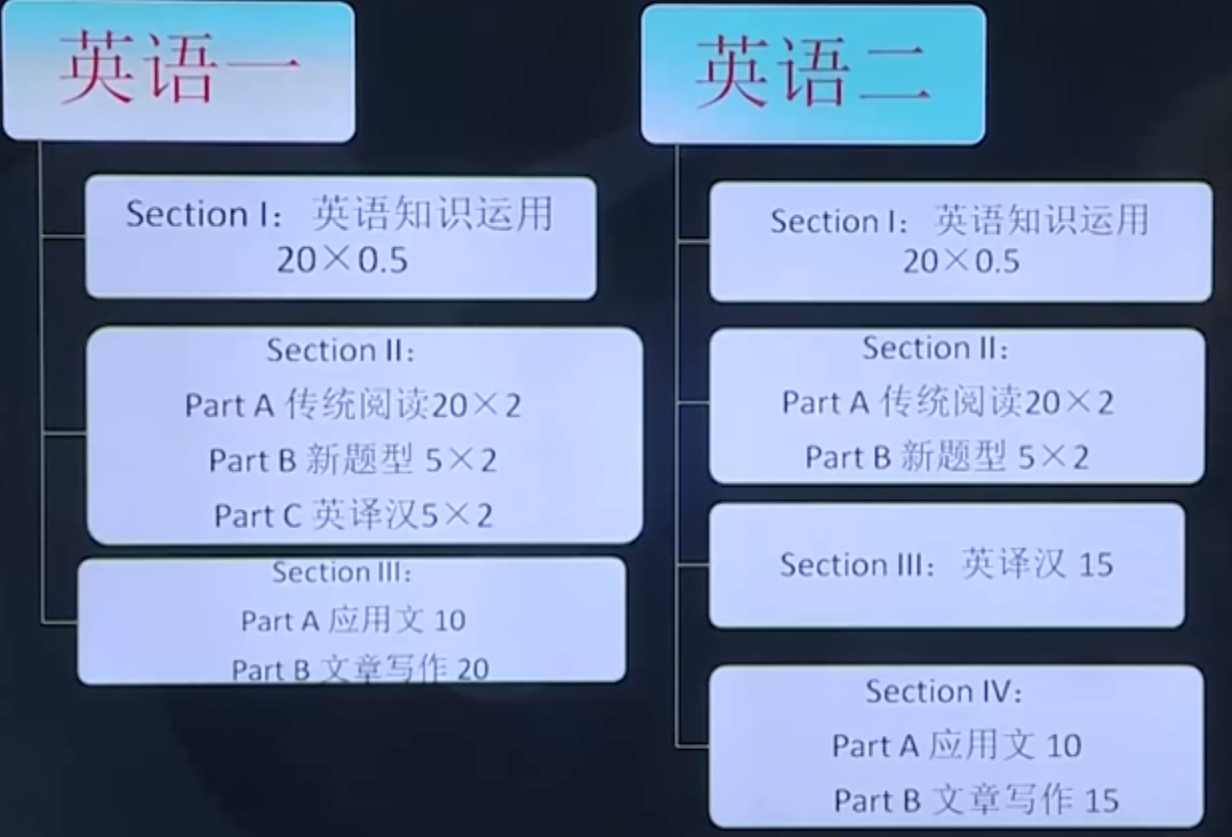 英语一
Section I： 英语知识运用
20×0.5
Section II：
Part A 传统阅读20×2
Part B 新题型 5×2
Part C 英译汉5×2
Section III：
Part A 应用文 10
Part B 文章写作 20
英语二
Section I： 英语知识运用
20×0.5
Section II：
Part A 传统阅读20×2
Part B 新题型 5×2
Section III： 英译汉 15
Section IV：
Part A 应用文 10
Part B 文章写作 15